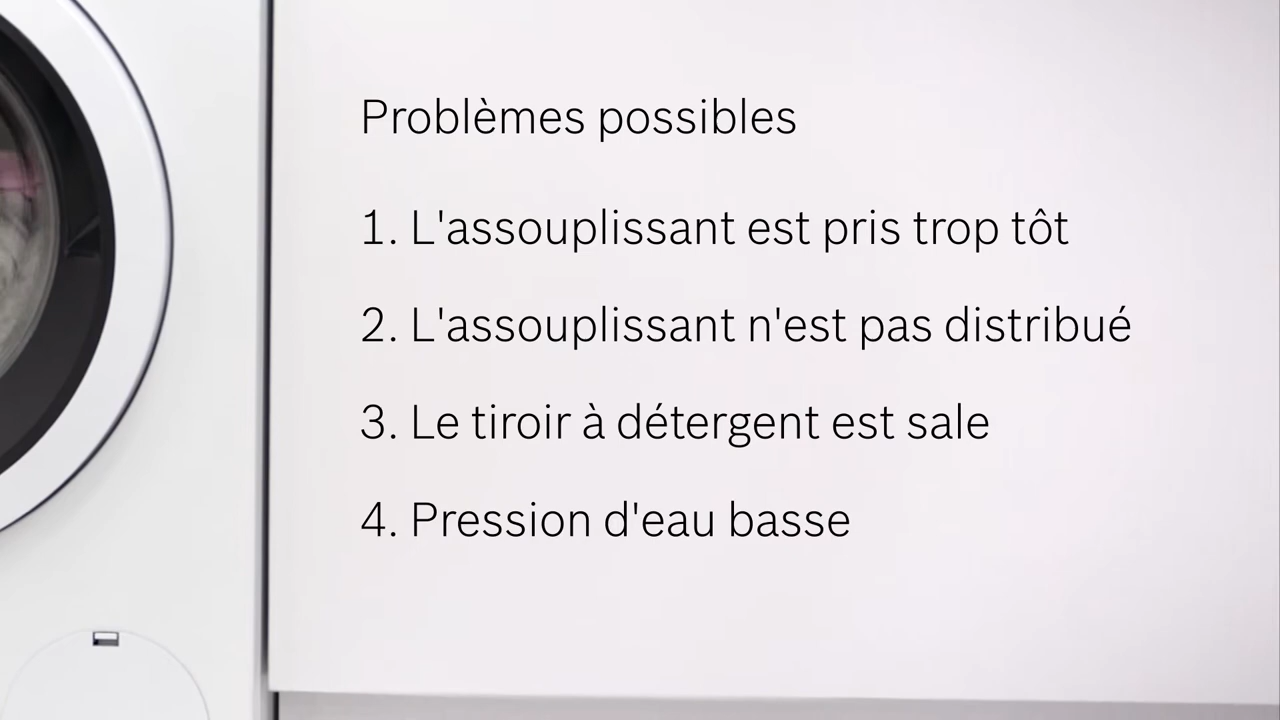 Problèmes possibles
1. L'assouplissant est pris trop tôt
2. L'assouplissant n'est pas distribué
3. Le tiroir à détergent est sale
4. Pression d'eau basse